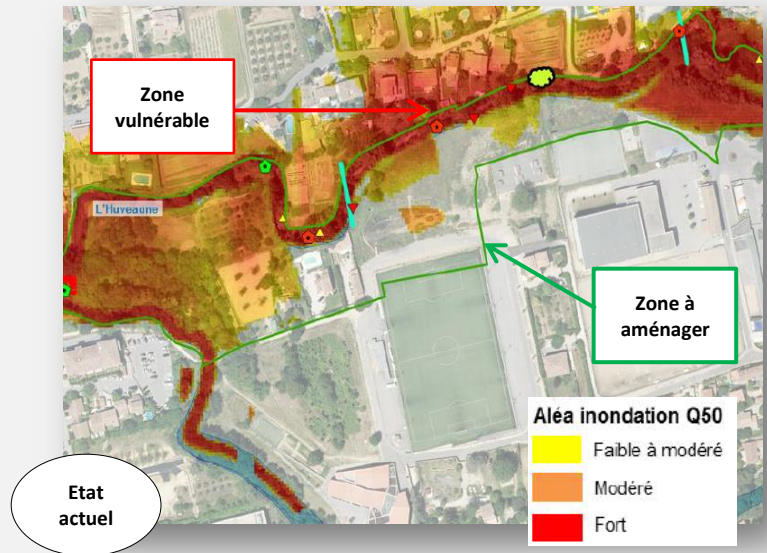 Zone
vulnérable
L'Huveaune
Zone à
aménager
Aléa inondation Q50
Faible à modéré
Modéré
Fort
Etat
actuel